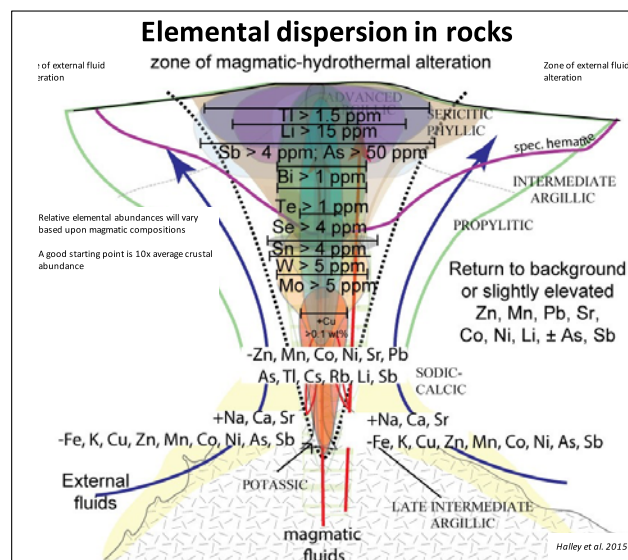 Elemental dispersion in rocks
zone of magmatic-hydrothermal alteration
of external fluid
Zone of external fluid
alteration
ADVANCED
Tl > 1.5 ppm
SERICITIC
Li > 15 ppm
PHYLLIC
Sb > 4 ppm; As > 50 ppm
spec. hematite
Bi > 1 ppm
INTERMEDIATE
ARGILLIC
Te > 1 ppm
Relative elemental abundances will vary
based upon magmatic compositions
PROPYLITIC
Se > 4 ppm
A good starting point is 10x average crustal
abundance
Sn > 4 ppm
W > 5 ppm
Mo > 5 ppm
Return to background
or slightly elevated
Zn, Mn, Pb, Sr,
Co, Ni, Li, ± As, Sb
+Cu
>0.1 wt%
-Zn, Mn, Co, Ni, Sr, Pb
As, Tl, Cs, Rb, Li, Sb
SODIC-
CALCIC
+Na, Ca, Sr
-Fe, K, Cu, Zn, Mn, Co, Ni, As, Sb
+Na, Ca, Sr
-Fe, K, Cu, Zn, Mn, Co, Ni, As, Sb
External
fluids
POTASSIC
LATE INTERMEDIATE
ARGILLIC
magmatic
fluids
Halley et al. 2015